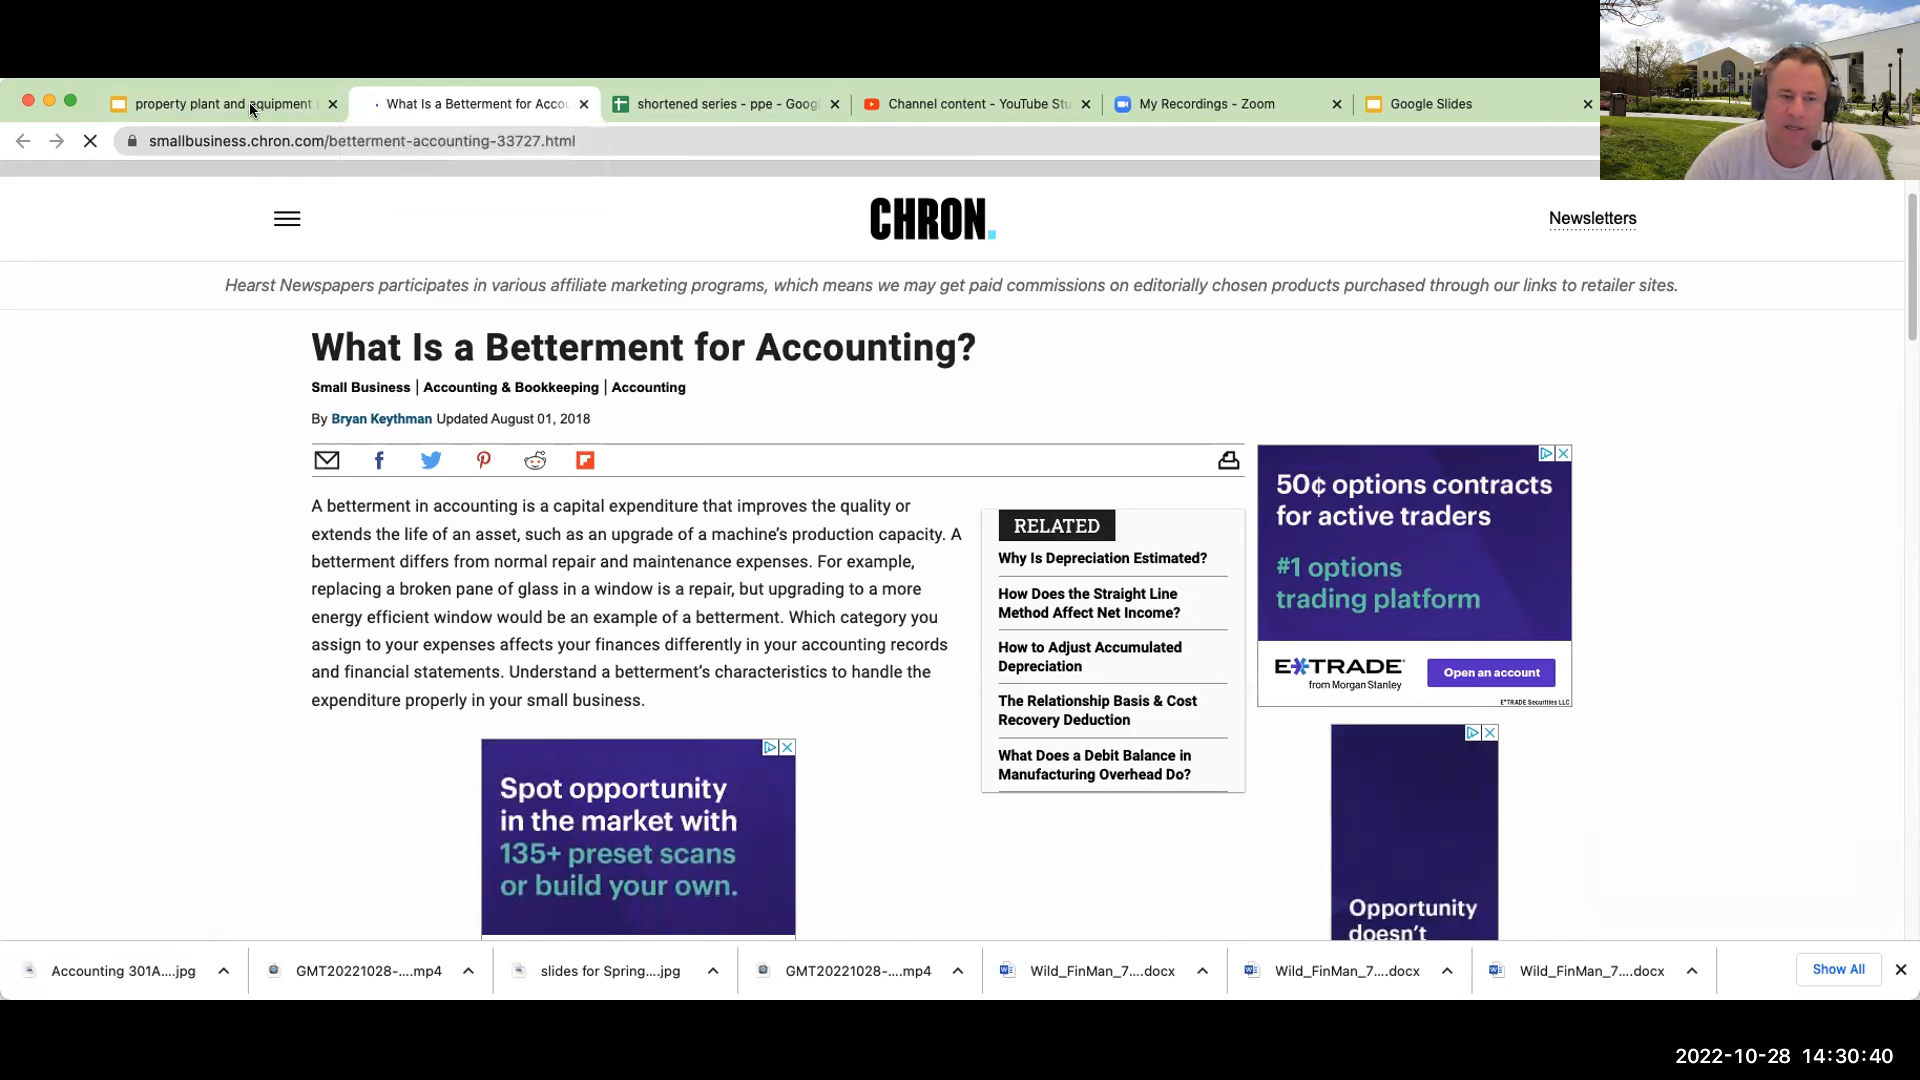 property plant and equipment
What Is a Betterment for Acco
shortened series - ppe - Goog
Channel content - YouTube Stu
My Recordings - Zoom
Google Slides
smallbusiness.chron.com/betterment-accounting-33727.html
CHRON.
Newsletters
Hearst Newspapers participates in various affiliate marketing programs, which means we may get paid commissions on editorially chosen products purchased through our links to retailer sites.
What Is a Betterment for Accounting?
Small Business | Accounting & Bookkeeping | Accounting
By Bryan Keythman Updated August 01, 2018
A betterment in accounting is a capital expenditure that improves the quality or
extends the life of an asset, such as an upgrade of a machine’s production capacity. A
betterment differs from normal repair and maintenance expenses. For example,
replacing a broken pane of glass in a window is a repair, but upgrading to a more
energy efficient window would be an example of a betterment. Which category you
assign to your expenses affects your finances differently in your accounting records
and financial statements. Understand a betterment’s characteristics to handle the
expenditure properly in your small business.
RELATED
Why Is Depreciation Estimated?
How Does the Straight Line
Method Affect Net Income?
How to Adjust Accumulated
Depreciation
The Relationship Basis & Cost
Recovery Deduction
What Does a Debit Balance in
Manufacturing Overhead Do?
50¢ options contracts
for active traders
#1 options
trading platform
E*TRADE
from Morgan Stanley
Open an account
E*TRADE Securities LLC
Spot opportunity
in the market with
135+ preset scans
or build your own.
Opportunity
doesn’t
Accounting 301A....jpg
GMT20221028-....mp4
slides for Spring....jpg
GMT20221028-....mp4
Wild_FinMan_7....docx
Wild_FinMan_7....docx
Wild_FinMan_7....docx
Show All
2022-10-28 14:30:40